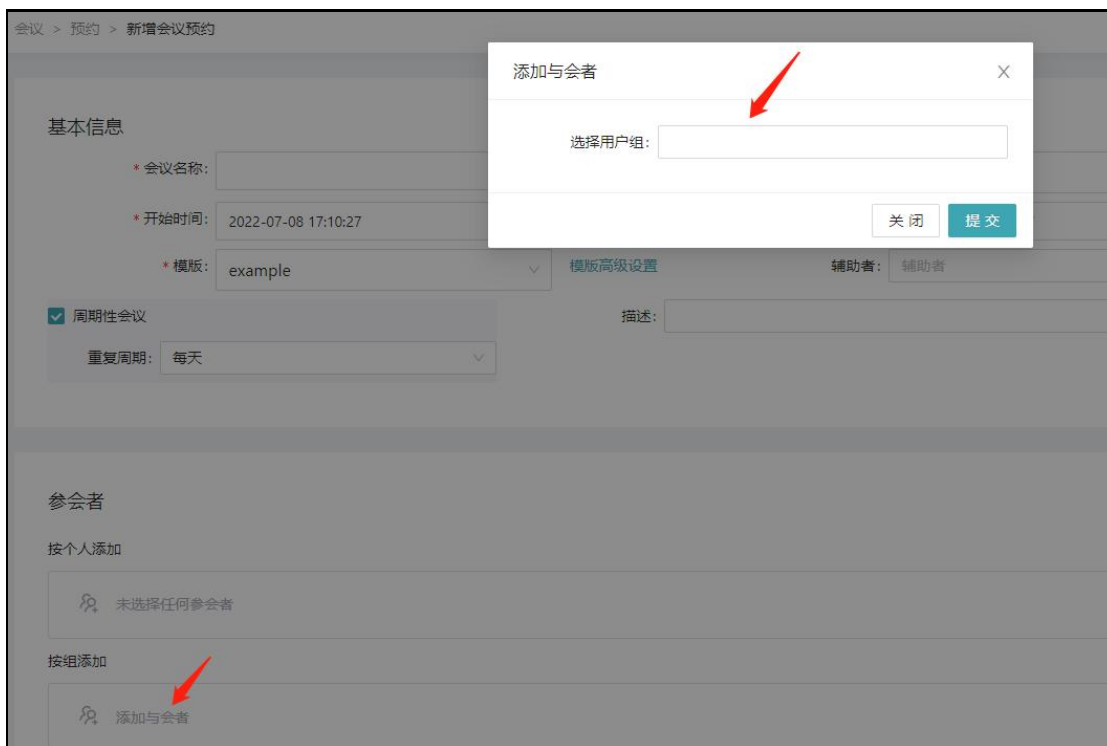 会议 > 预约 > 新增会议预约
添加与会者
选择用户组:
关闭 提交
基本信息
* 会议名称:
* 开始时间: 2022-07-08 17:10:27
* 模版: example 模版高级设置 辅助者: 辅助者
周期性会议 描述:
重复周期: 每天
参会者
按个人添加
未选择任何参会者
按组添加
添加与会者